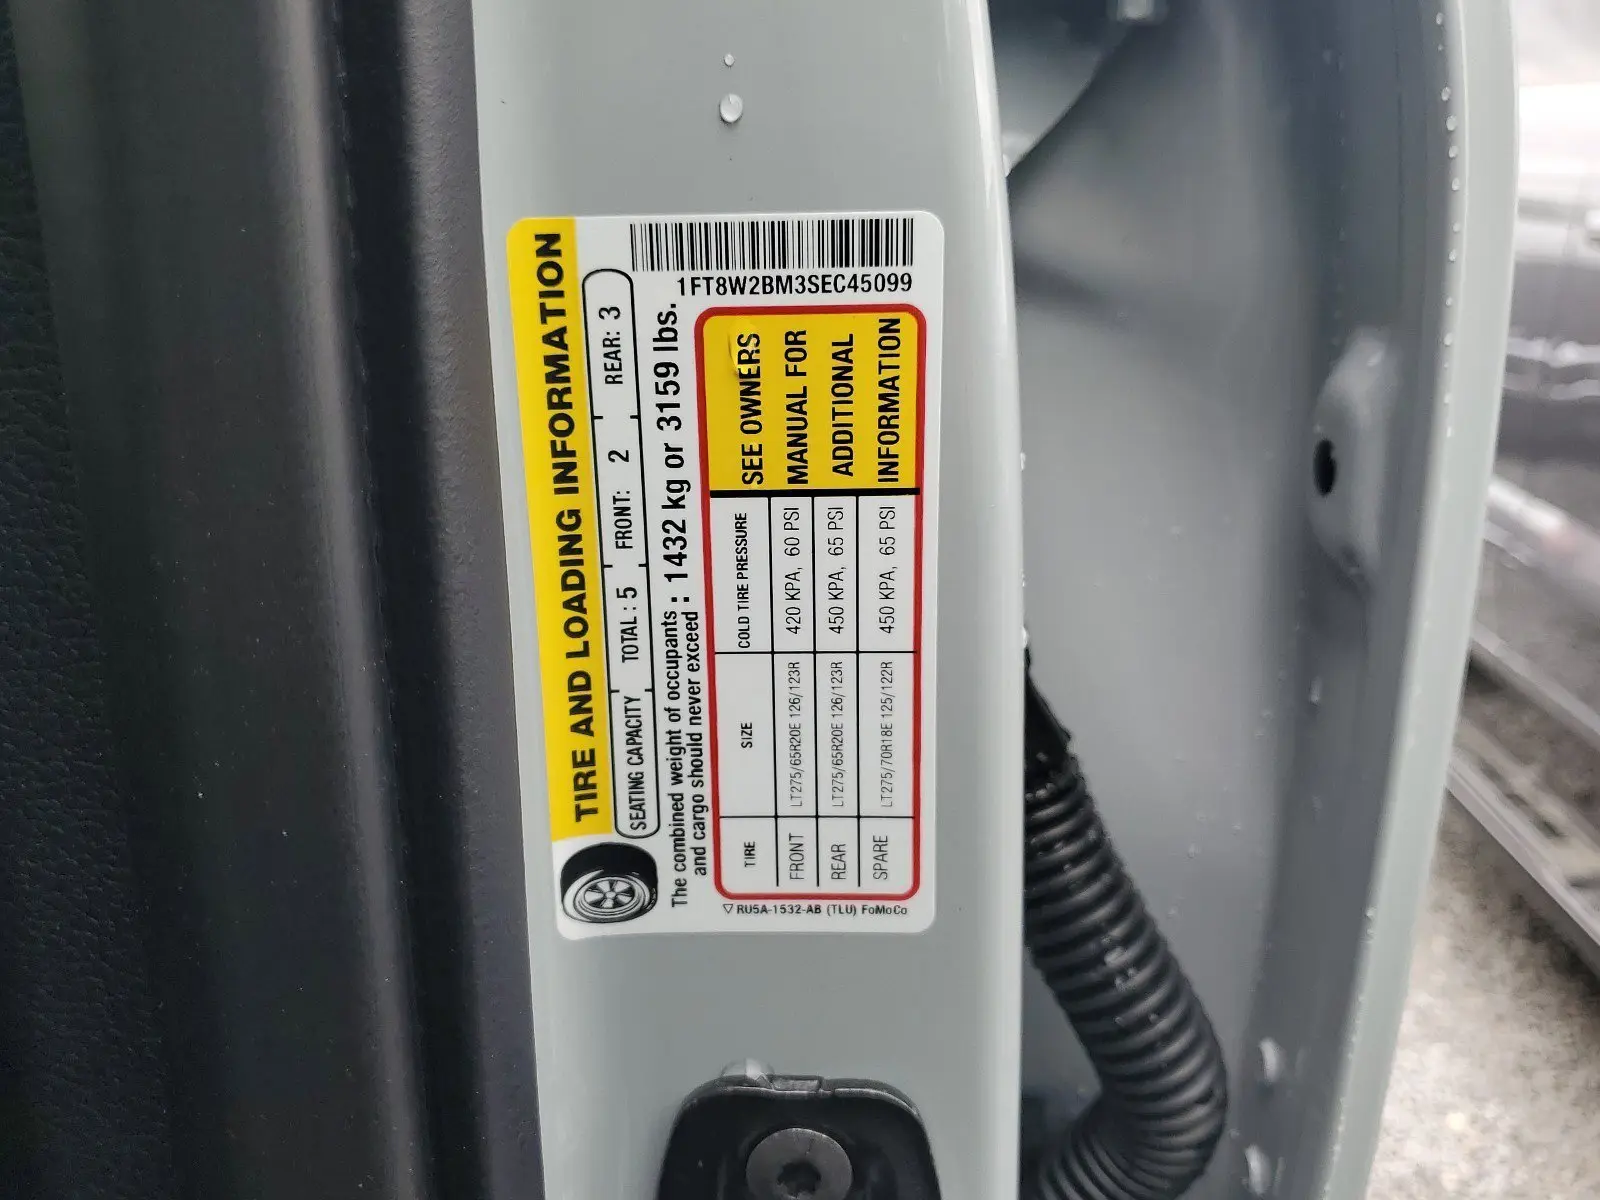 TIRE AND LOADING INFORMATION
SEATING CAPACITY TOTAL : 5 FRONT: 2 REAR: 3
The combined weight of occupants
and cargo should never exceed : 1432 kg or 3159 lbs.
1FT8W2BM3SEC45099
TIRE SIZE COLD TIRE PRESSURE
FRONT LT275/65R20E 126/123R 420 KPA, 60 PSI
REAR LT275/65R20E 126/123R 450 KPA, 65 PSI
SPARE LT275/70R18E 125/122R 450 KPA, 65 PSI
SEE OWNERS
MANUAL FOR
ADDITIONAL
INFORMATION
RU5A-1532-AB (TLU) FoMoCo